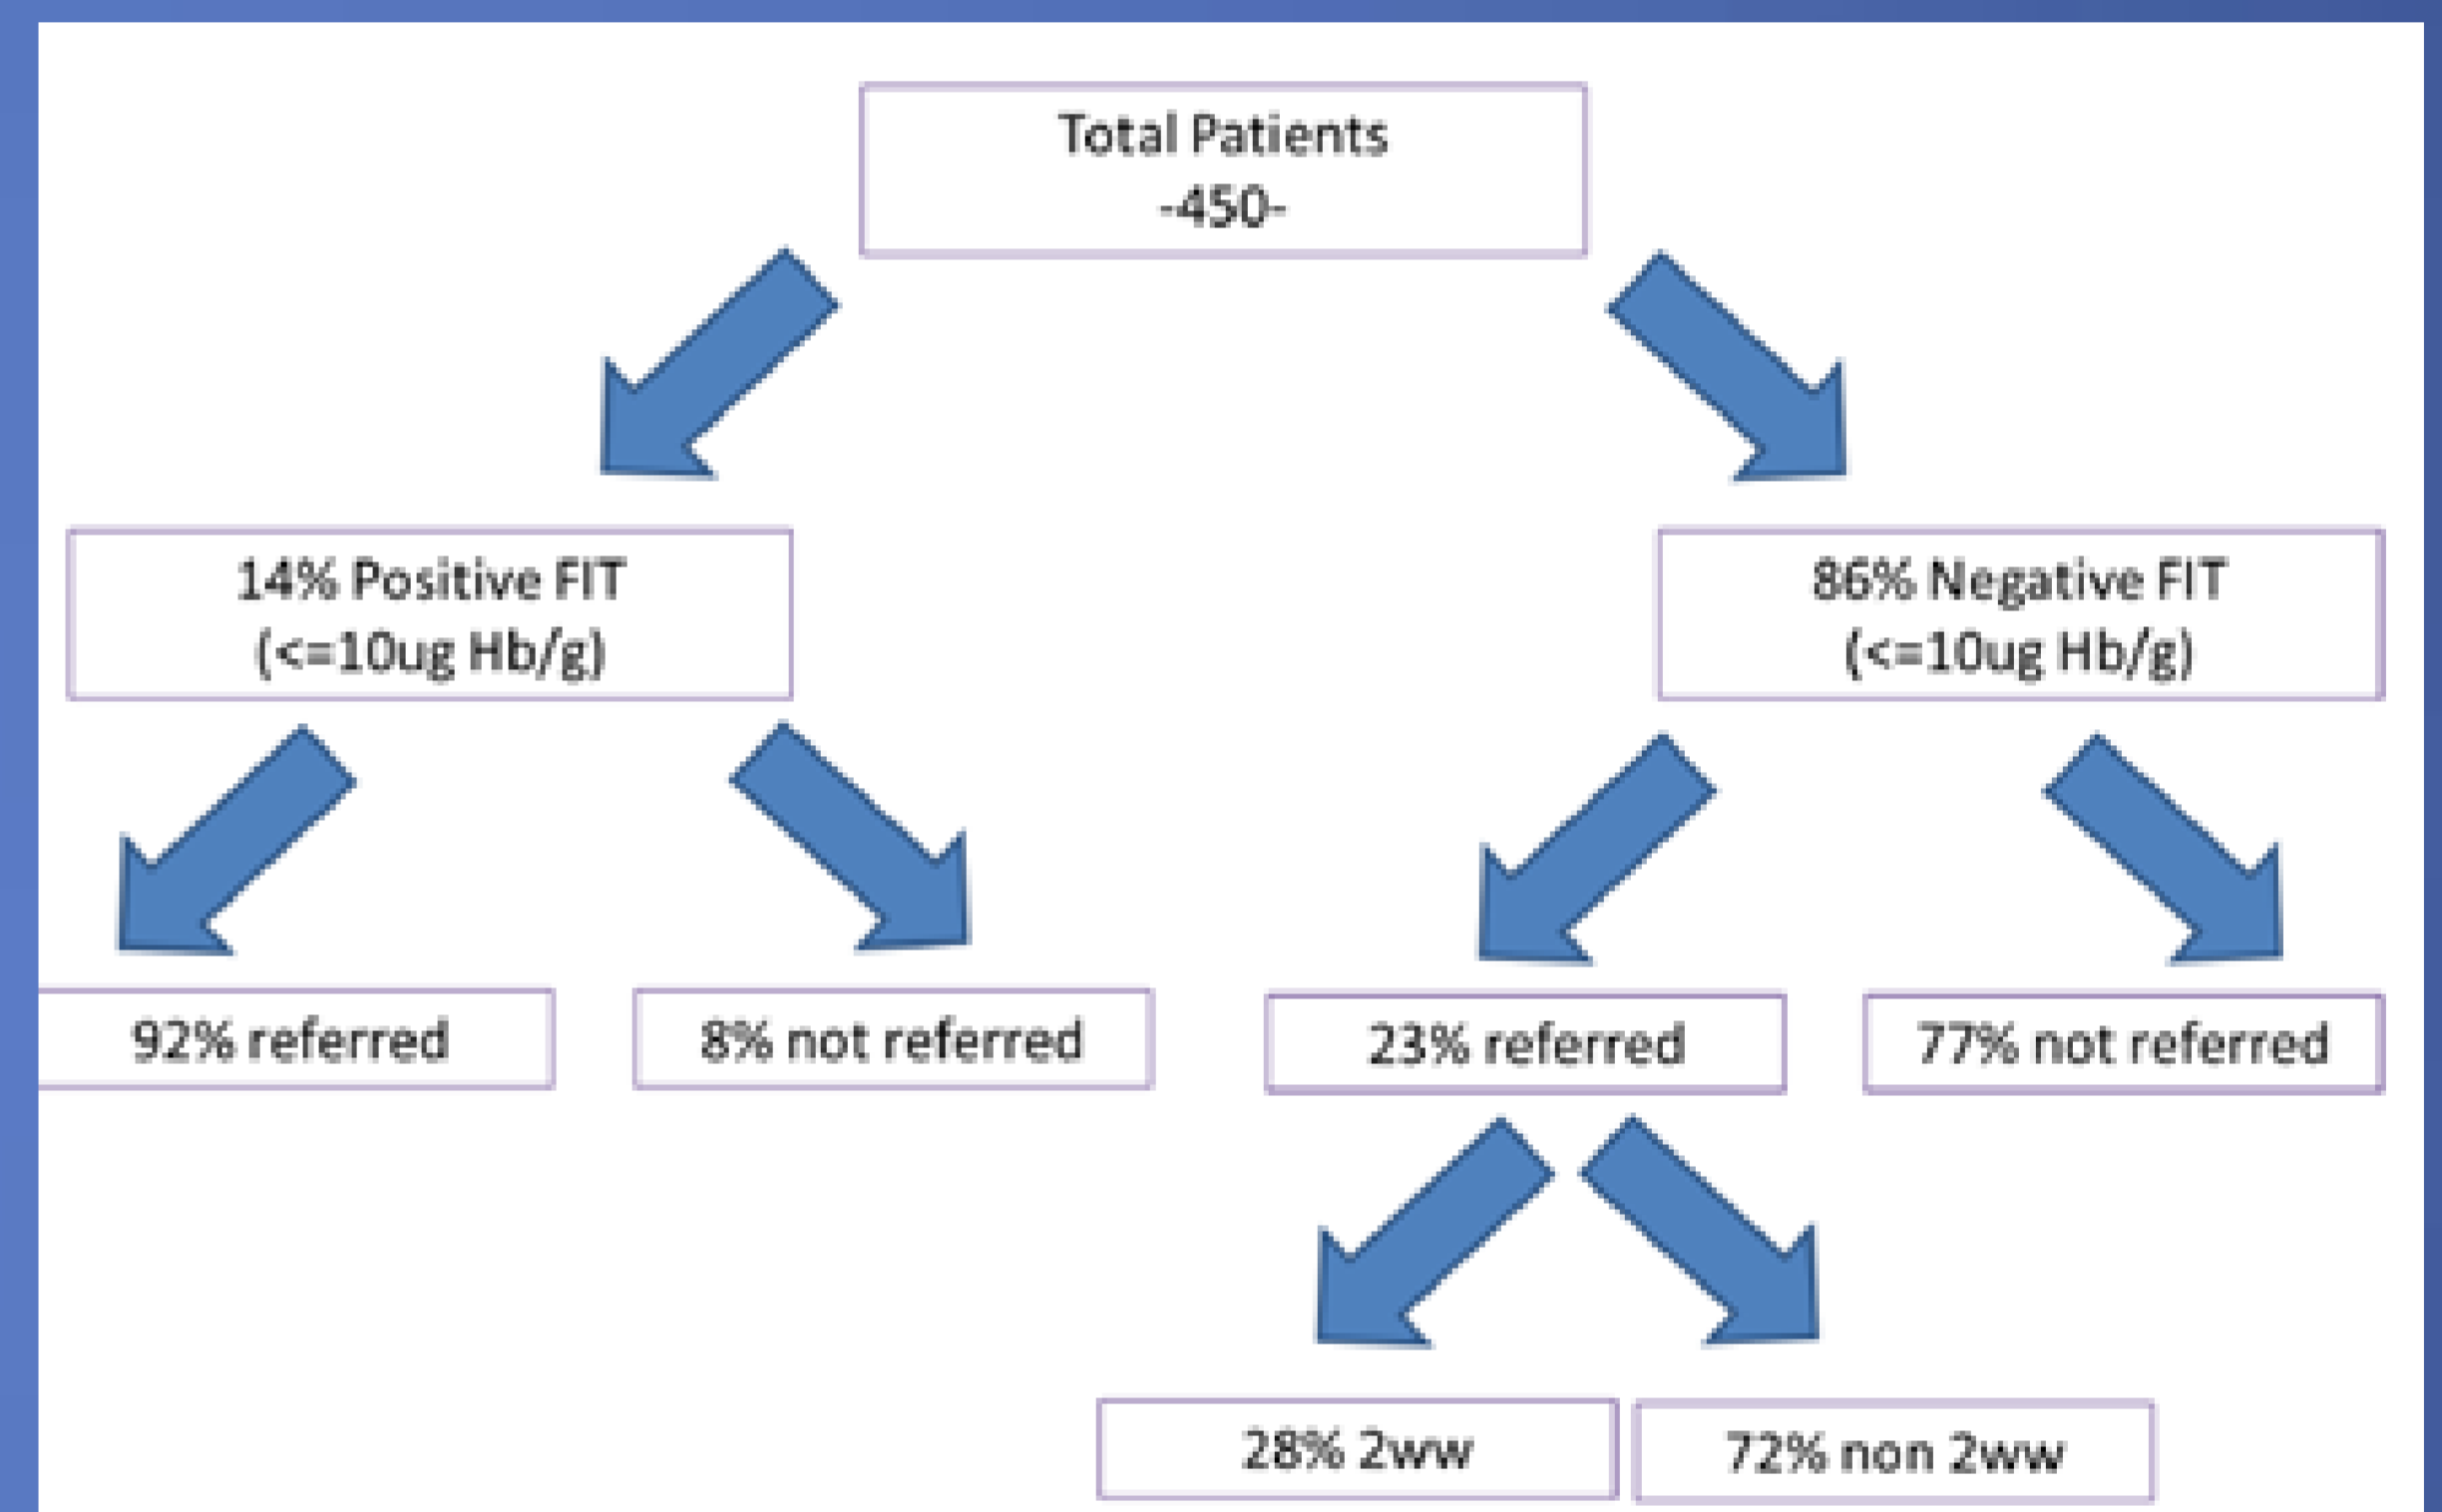 Total Patients
-450-
14% Positive FIT
(<=10ug Hb/g)
86% Negative FIT
(<=10ug Hb/g)
92% referred
8% not referred
23% referred
77% not referred
28% 2ww
72% non 2ww